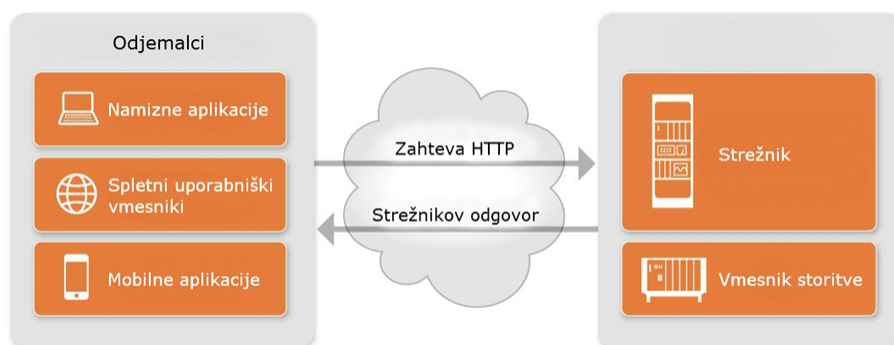 Odjemalci
Namizne aplikacije
Spletni uporabniški
vmesniki
Mobilne aplikacije
Zahteva HTTP
Strežnikov odgovor
Strežnik
Vmesnik storitve